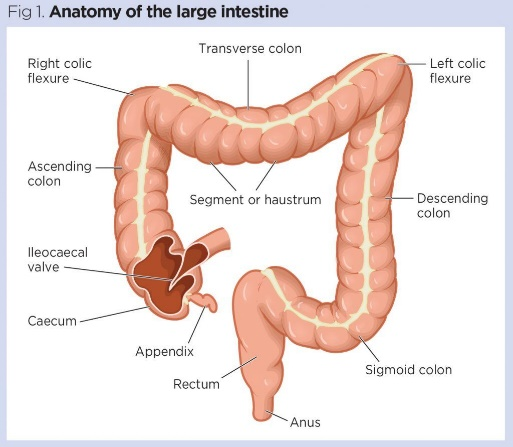 Fig 1. Anatomy of the large intestine
Transverse colon
Right colic
flexure
Left colic
flexure
Ascending
colon
Segment or haustrum
Descending
colon
Ileocaecal
valve
Caecum
Appendix
Rectum
Sigmoid colon
Anus